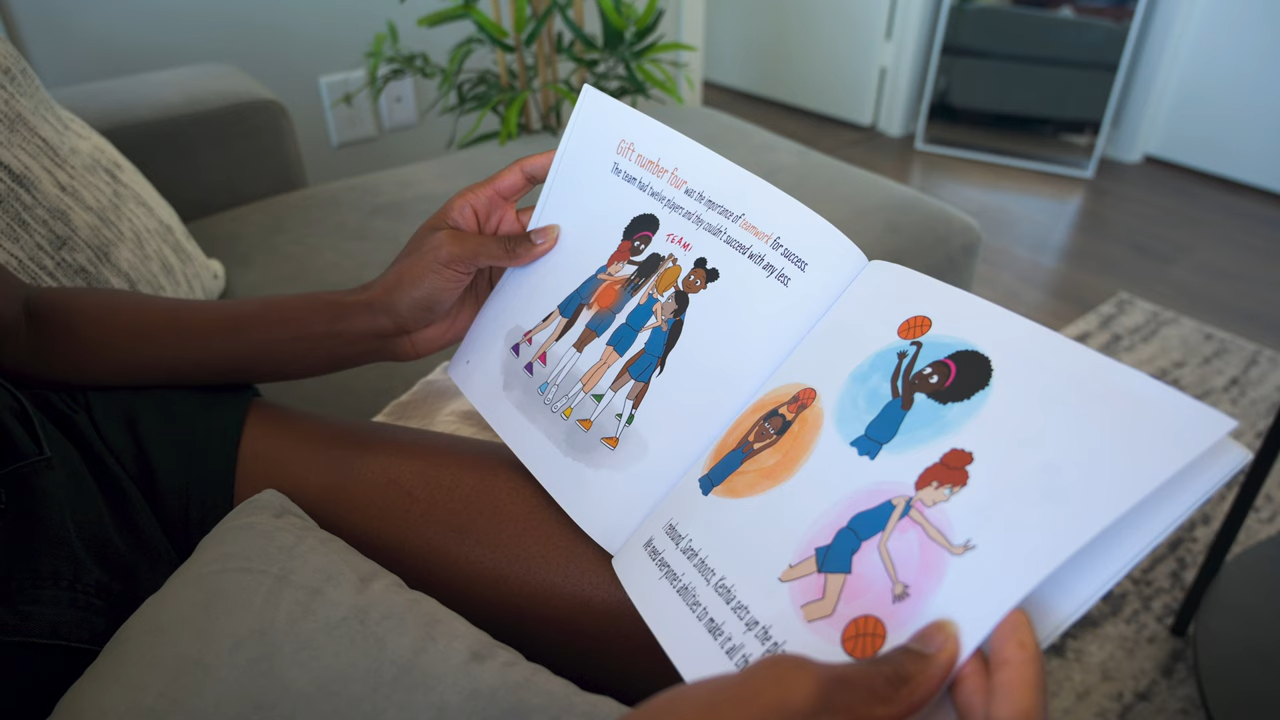 Gift number four was the importance of teamwork for success.
The team had twelve players and they couldn't succeed with any less.
TEAM!
I rebound, Sarah shoots, Keshia sets up the
We need everyone's abilities to make it all